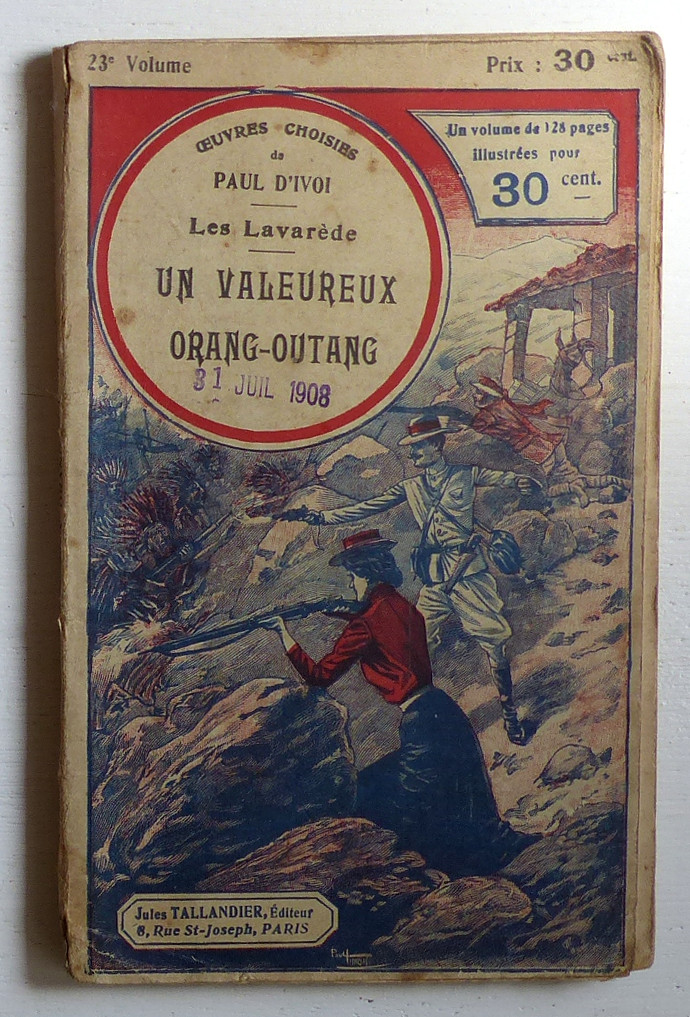 23e Volume
Prix : 30 cent.
ŒUVRES CHOISIES
de
PAUL D'IVOI
Les Lavarède
UN VALEUREUX
ORANG-OUTANG
31 JUIL 1908
Un volume de 128 pages
illustrées pour
30 cent.
Jules TALLANDIER, Éditeur
8, Rue St-Joseph, PARIS